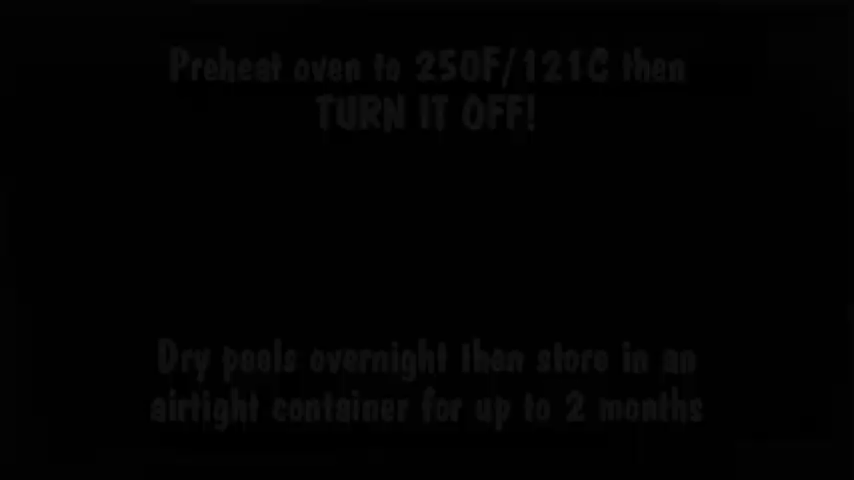 Preheat oven to 250F/121C then
TURN IT OFF!
Dry peels overnight then store in an
airtight container for up to 2 months